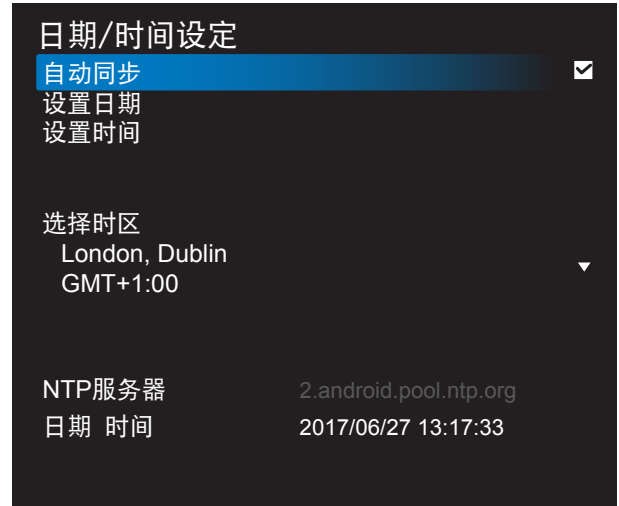 日期/时间设定
自动同步
设置日期
设置时间
选择时区
London, Dublin
GMT+1:00
NTP服务器 2.android.pool.ntp.org
日期 时间 2017/06/27 13:17:33